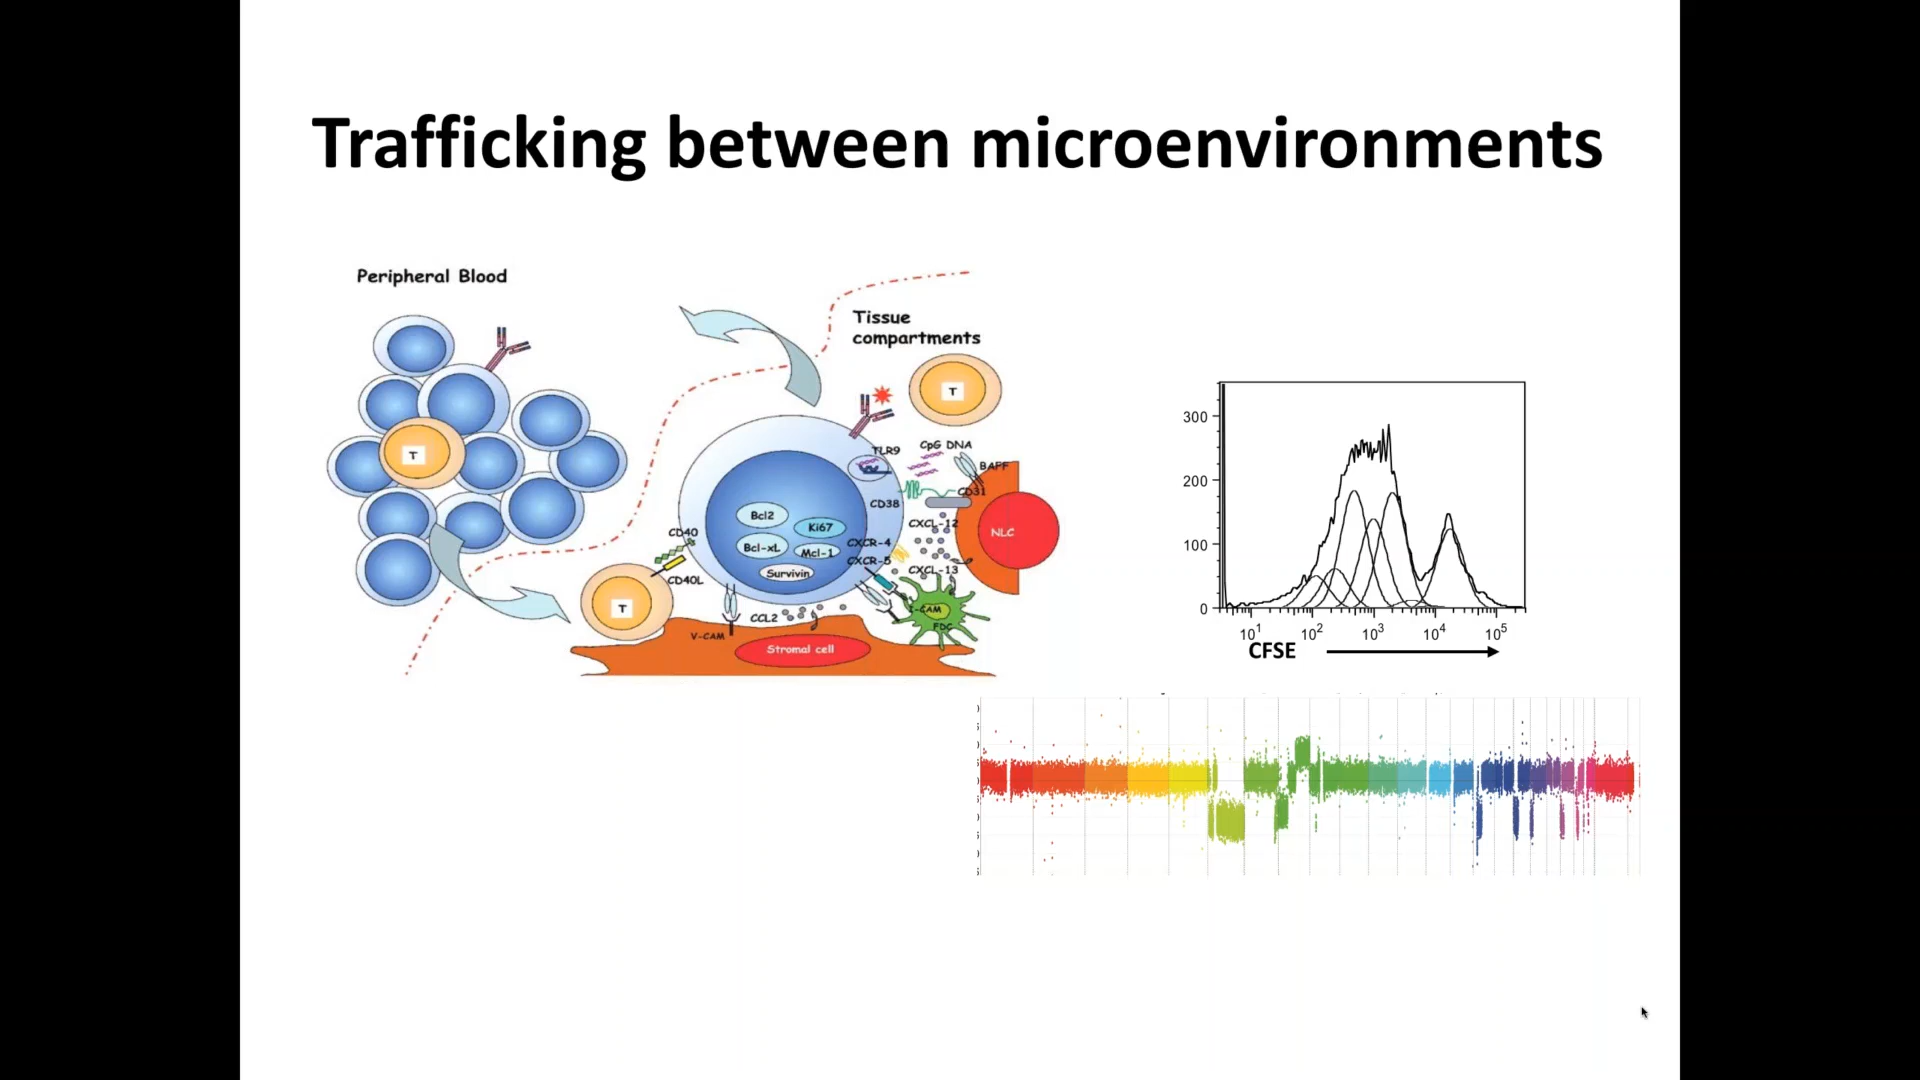 Trafficking between microenvironments
Peripheral Blood
Tissue
compartments
T
T
TLR9
CpG DNA
BAFF
CD31
CD38
CXCL-12
NLC
Bcl2
Ki67
CD40
CXCR-4
Bcl-xL
Mcl-1
CXCR-5
CXCL-13
Survivin
CD40L
T
CCL2
I-CAM
FDC
V-CAM
Stromal cell
300
200
100
0
10¹ 10² 10³ 10⁴ 10⁵
CFSE